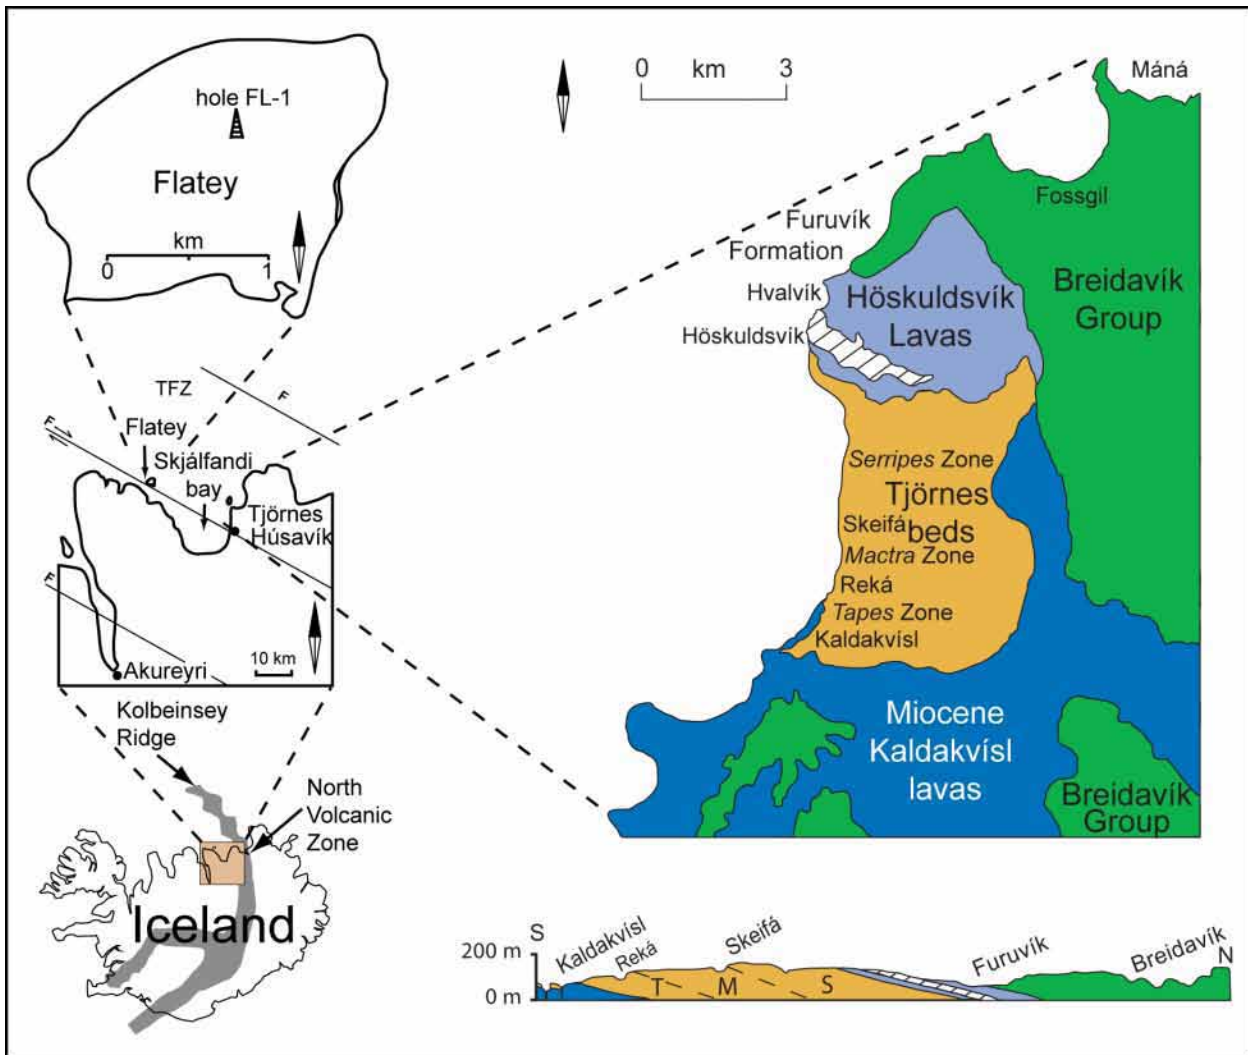 hole FL-1
Flatey
km
0 1
0 km 3
Máná
Fossgil
Furuvík
Formation
Hvalvík
Höskuldsvík
Höskuldsvík
Lavas
Breidavík
Group
Serripes Zone
Tjörnes
beds
Skeifá
Mactra Zone
Reká
Tapes Zone
Kaldakvísl
Miocene
Kaldakvísl
lavas
Breidavík
Group
TFZ
F
F
Flatey
Skjálfandi
bay
Tjörnes
Húsavík
F
10 km
Akureyri
Kolbeinsey
Ridge
North
Volcanic
Zone
Iceland
S
200 m
0 m
Kaldakvísl
Reká
Skeifá
Furuvík
Breidavík
N
T M S